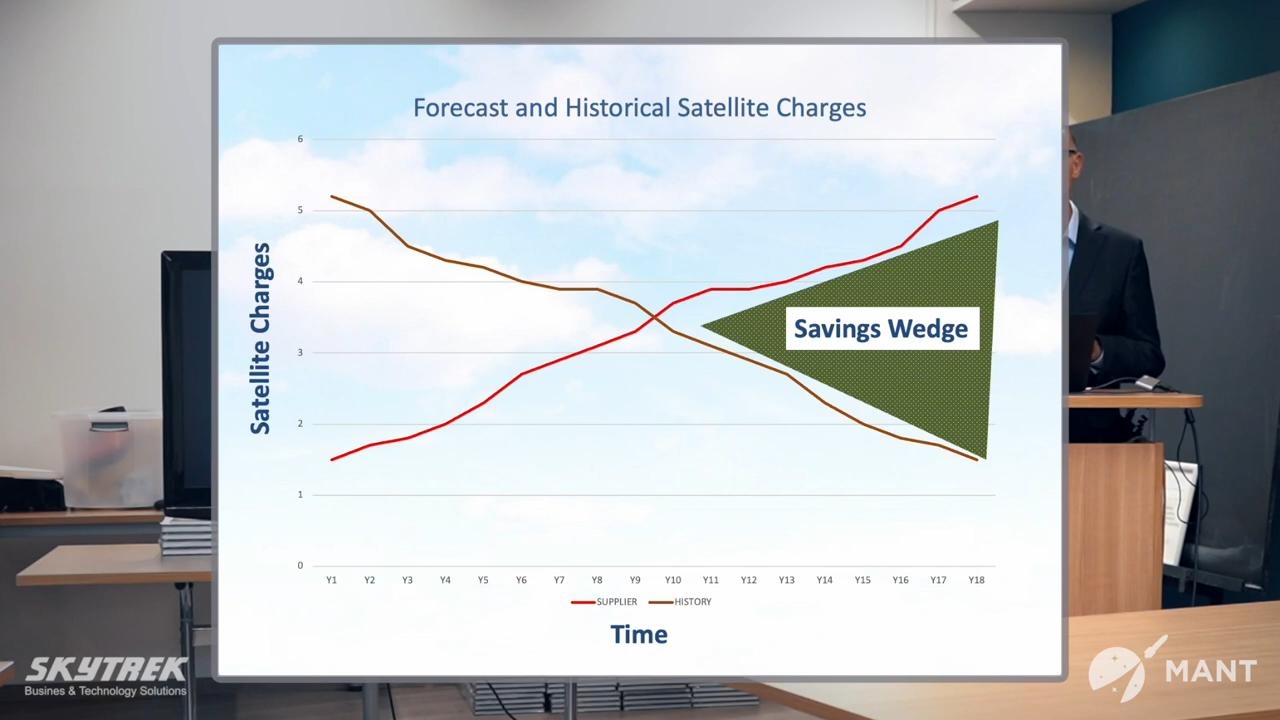 Forecast and Historical Satellite Charges
6
5
4
3
2
1
0
Satellite Charges
Y1 Y2 Y3 Y4 Y5 Y6 Y7 Y8 Y9 Y10 Y11 Y12 Y13 Y14 Y15 Y16 Y17 Y18
Savings Wedge
SUPPLIER HISTORY
Time
SKYTREK
Busines & Technology Solutions
MANT